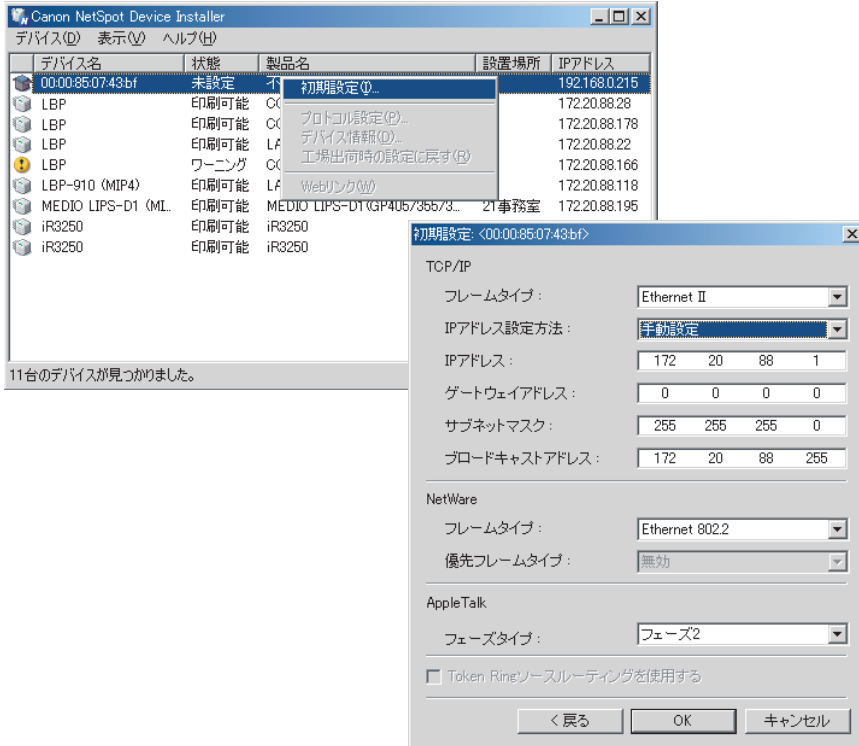 Canon NetSpot Device Installer
デバイス(D) 表示(V) ヘルプ(H)
デバイス名 状態 製品名 設置場所 IPアドレス
00:00:85:07:43:bf 未設定 不 192.168.0.215
LBP 印刷可能 CO 172.20.88.28
LBP 印刷可能 CO 172.20.88.178
LBP 印刷可能 LA 172.20.88.22
LBP ワーニング CO 172.20.88.166
LBP-910 (MIP4) 印刷可能 LA 172.20.88.118
MEDIO LIPS-D1 (MI... 印刷可能 MEDIO LIPS-D1(GP405/355/3... 21事務室 172.20.88.195
iR3250 印刷可能 iR3250
iR3250 印刷可能 iR3250
初期設定(I)...
プロトコル設定(P)...
デバイス情報(D)...
工場出荷時の設定に戻す(R)
Webリンク(W)
11台のデバイスが見つかりました。
初期設定: <00:00:85:07:43:bf>
TCP/IP
フレームタイプ : Ethernet II
IPアドレス設定方法 : 手動設定
IPアドレス : 172 20 88 1
ゲートウェイアドレス : 0 0 0 0
サブネットマスク : 255 255 255 0
ブロードキャストアドレス : 172 20 88 255
NetWare
フレームタイプ : Ethernet 802.2
優先フレームタイプ : 無効
AppleTalk
フェーズタイプ : フェーズ2
Token Ringソースルーティングを使用する
< 戻る OK キャンセル